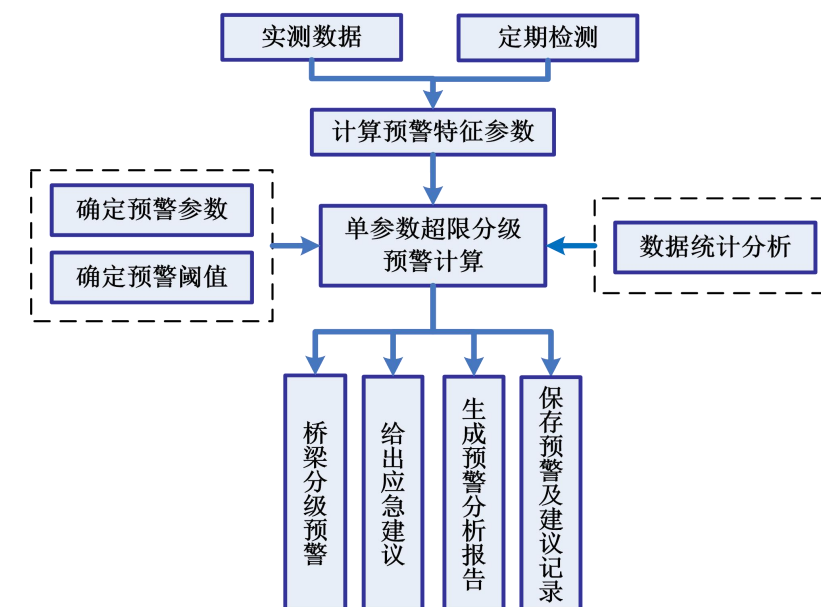 实测数据
定期检测
计算预警特征参数
确定预警参数
确定预警阈值
单参数超限分级
预警计算
数据统计分析
桥梁分级预警
给出应急建议
生成预警分析报告
保存预警及建议记录